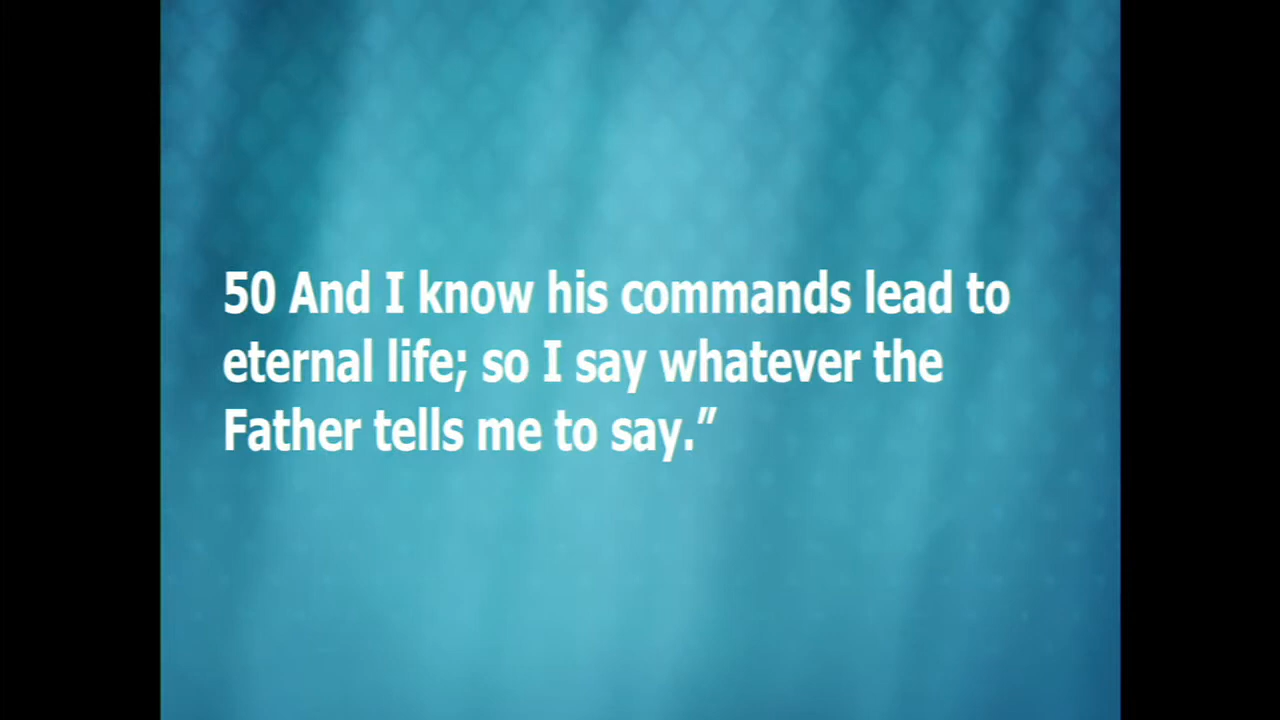 50 And I know his commands lead to
eternal life; so I say whatever the
Father tells me to say.”